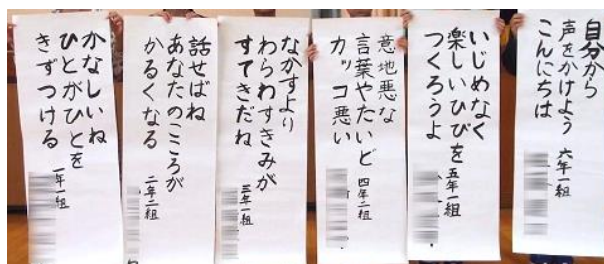 自分から
声をかけよう
こんにちは
六年一組
いじめなく
楽しいひびを
つくろうよ
五年一組
意地悪な
言葉やたいど
カッコ悪い
四年二組
なかすより
わらわすきみが
すてきだね
三年一組
話せばね
あなたのこころが
かるくなる
二年二組
かなしいね
ひとがひとを
きずつける
一年一組